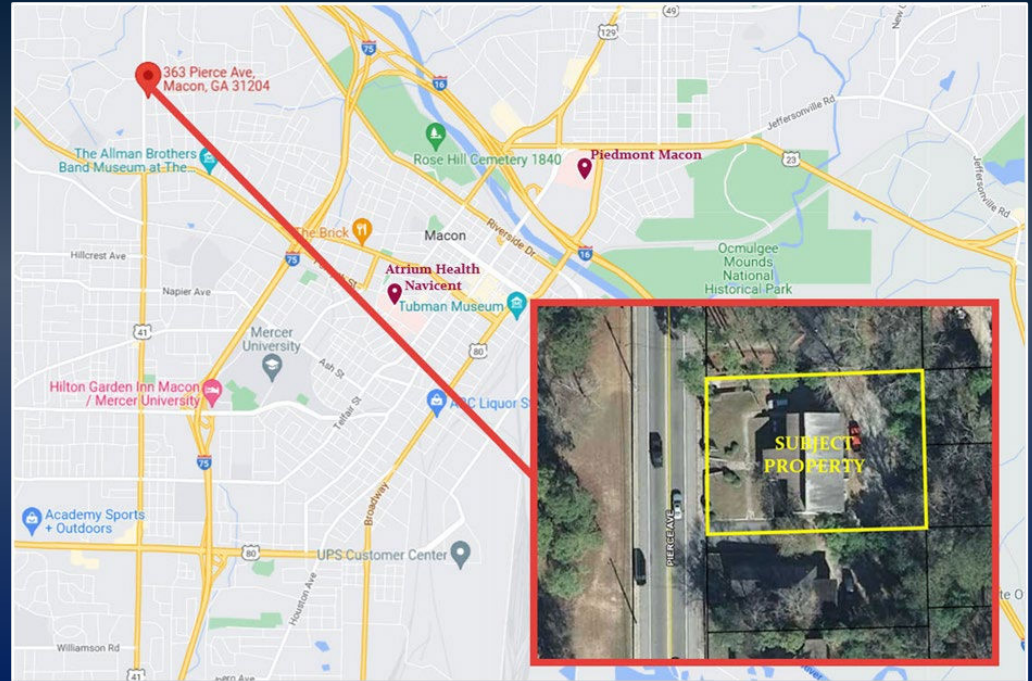 49
129
75
16
363 Pierce Ave,
Macon, GA 31204
Jeffersonville Rd
The Allman Brothers
Band Museum at The...
Rose Hill Cemetery 1840
Piedmont Macon
23
Jeffersonville Rd
Riverside Dr
The Brick
Macon
Hillcrest Ave
75
16
Ocmulgee
Mounds
National
Historical Park
Atrium Health
Navicent
Napier Ave
Tubman Museum
41
Mercer
University
80
Ash St
Hilton Garden Inn Macon
/ Mercer University
Telfair St
75
SUBJECT
PROPERTY
Broadway
Academy Sports
+ Outdoors
PIERCE AVE
80
UPS Customer Center
Houston Ave
Williamson Rd
41